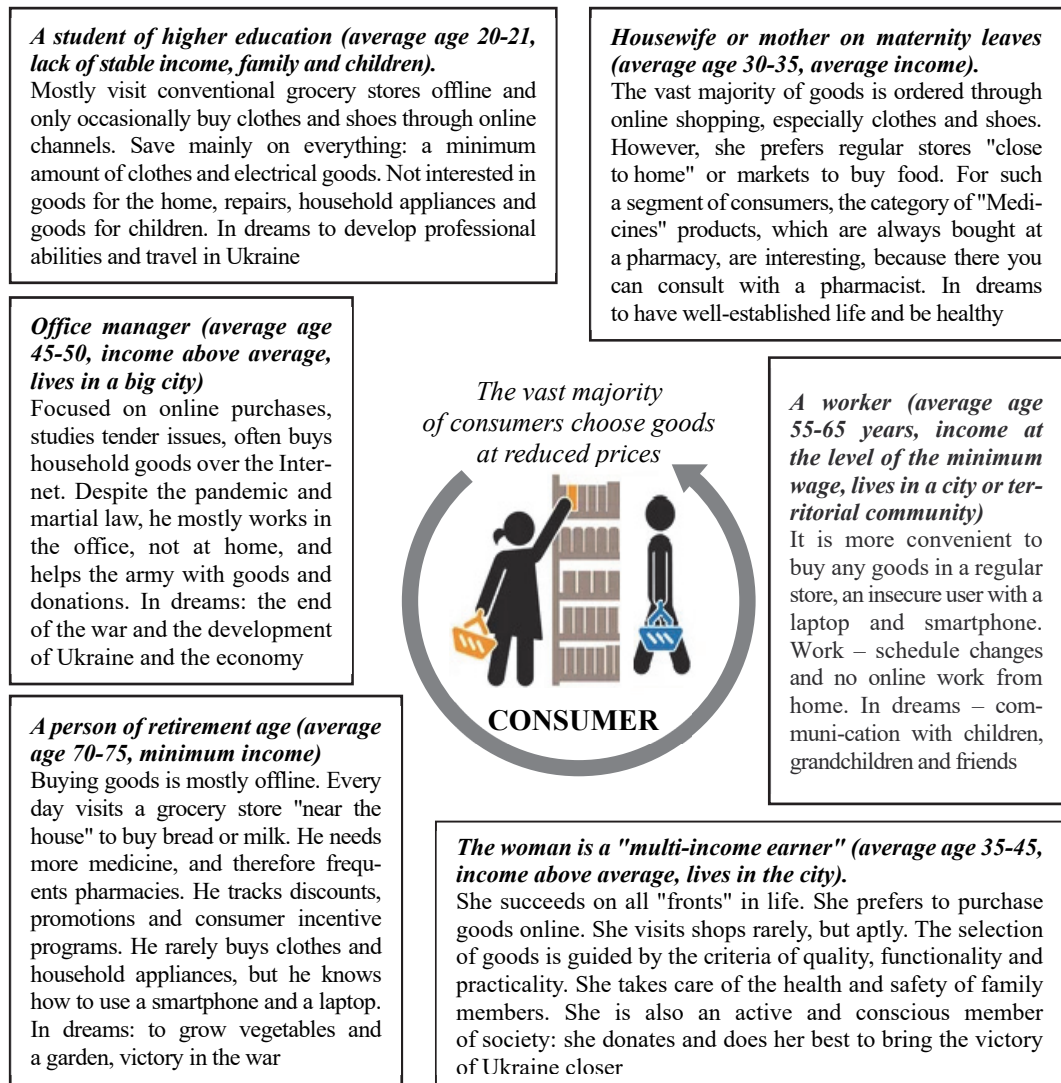 A student of higher education (average age 20-21,
lack of stable income, family and children).
Mostly visit conventional grocery stores offline and
only occasionally buy clothes and shoes through online
channels. Save mainly on everything: a minimum
amount of clothes and electrical goods. Not interested in
goods for the home, repairs, household appliances and
goods for children. In dreams to develop professional
abilities and travel in Ukraine
Housewife or mother on maternity leaves
(average age 30-35, average income).
The vast majority of goods is ordered through
online shopping, especially clothes and shoes.
However, she prefers regular stores "close
to home" or markets to buy food. For such
a segment of consumers, the category of "Medi-
cines" products, which are always bought at
a pharmacy, are interesting, because there you
can consult with a pharmacist. In dreams
to have well-established life and be healthy
Office manager (average age
45-50, income above average,
lives in a big city)
Focused on online purchases,
studies tender issues, often buys
household goods over the Inter-
net. Despite the pandemic and
martial law, he mostly works in
the office, not at home, and
helps the army with goods and
donations. In dreams: the end
of the war and the development
of Ukraine and the economy
The vast majority
of consumers choose goods
at reduced prices
CONSUMER
A worker (average age
55-65 years, income at
the level of the minimum
wage, lives in a city or ter-
ritorial community)
It is more convenient to
buy any goods in a regular
store, an insecure user with a
laptop and smartphone.
Work – schedule changes
and no online work from
home. In dreams – com-
muni-cation with children,
grandchildren and friends
A person of retirement age (average
age 70-75, minimum income)
Buying goods is mostly offline. Every
day visits a grocery store "near the
house" to buy bread or milk. He needs
more medicine, and therefore frequ-
ents pharmacies. He tracks discounts,
promotions and consumer incentive
programs. He rarely buys clothes and
household appliances, but he knows
how to use a smartphone and a laptop.
In dreams: to grow vegetables and
a garden, victory in the war
The woman is a "multi-income earner" (average age 35-45,
income above average, lives in the city).
She succeeds on all "fronts" in life. She prefers to purchase
goods online. She visits shops rarely, but aptly. The selection
of goods is guided by the criteria of quality, functionality and
practicality. She takes care of the health and safety of family
members. She is also an active and conscious member
of society: she donates and does her best to bring the victory
of Ukraine closer